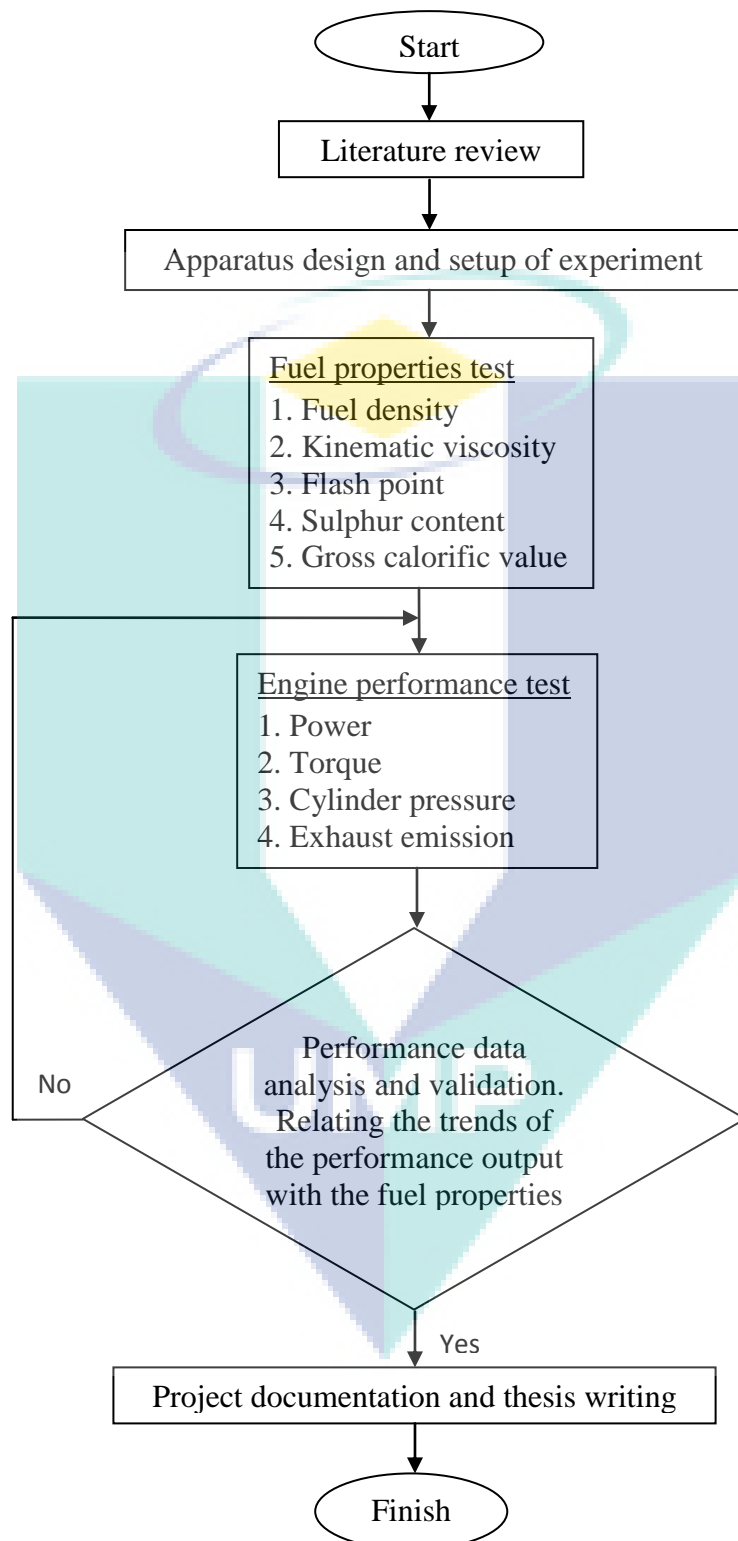 Start
Literature review
Apparatus design and setup of experiment
Fuel properties test
1. Fuel density
2. Kinematic viscosity
3. Flash point
4. Sulphur content
5. Gross calorific value
Engine performance test
1. Power
2. Torque
3. Cylinder pressure
4. Exhaust emission
Performance data
analysis and validation.
Relating the trends of
the performance output
with the fuel properties
No
UMP
Yes
Project documentation and thesis writing
Finish